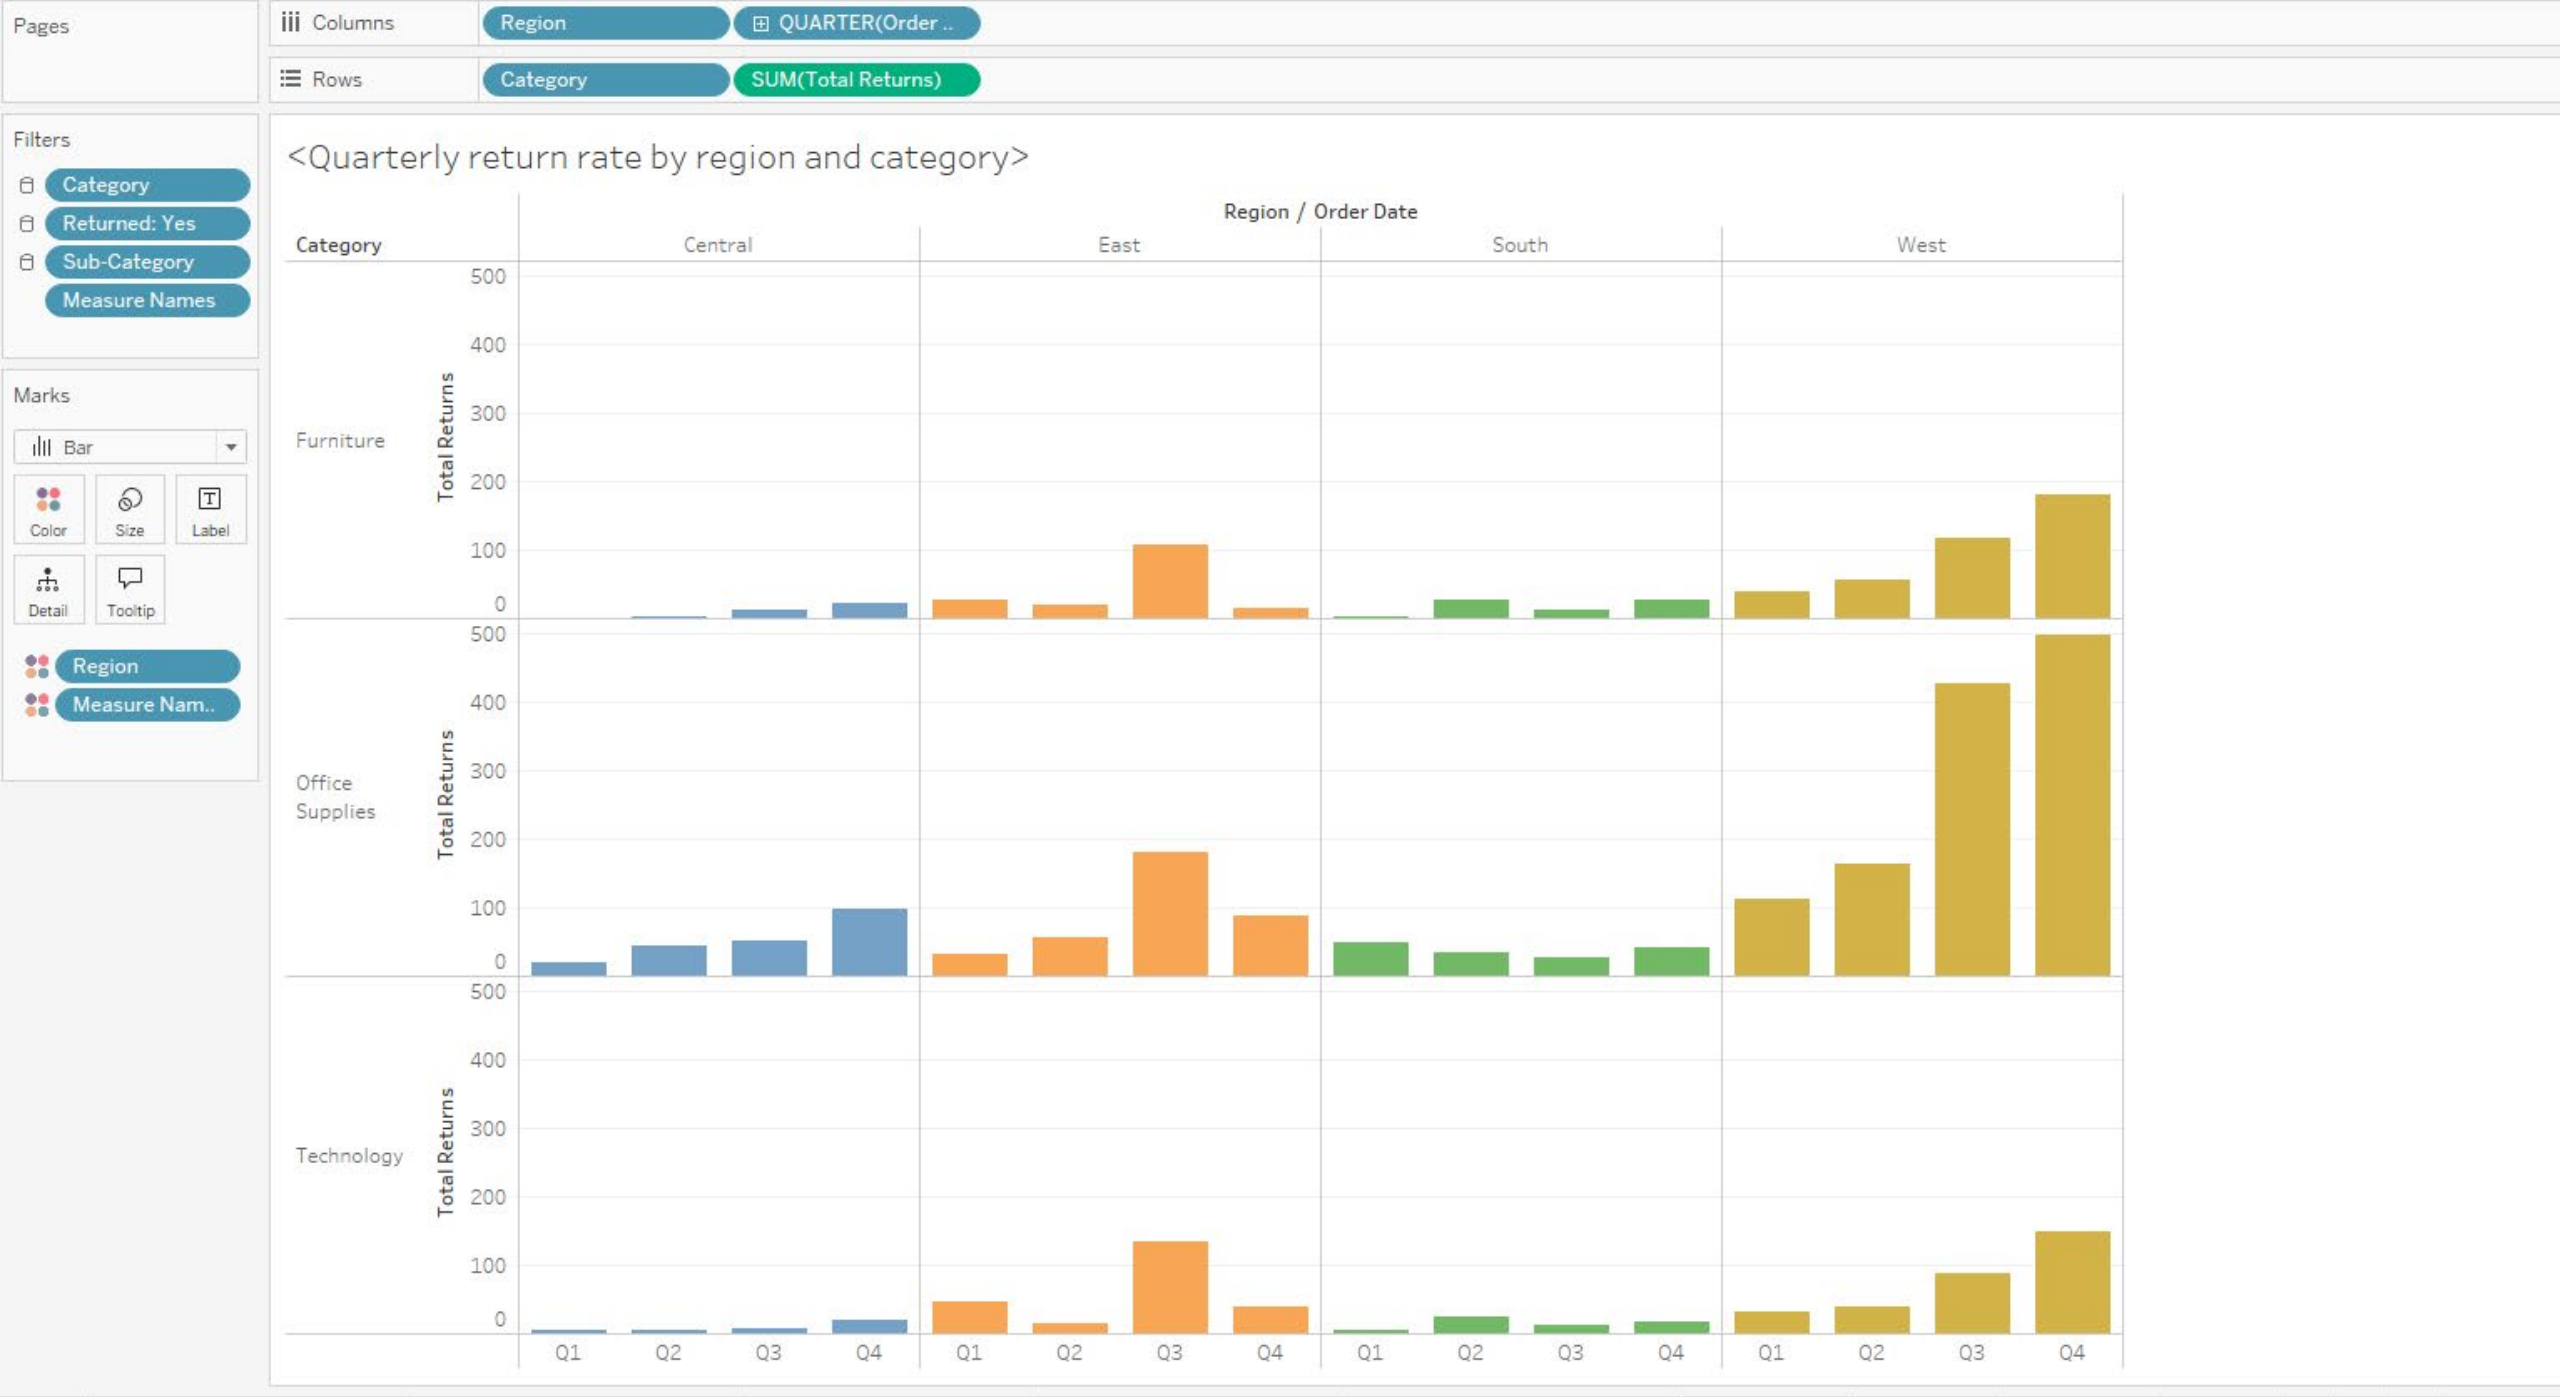 Pages
Columns
Region
QUARTER(Order ..
Rows
Category
SUM(Total Returns)
Filters
Category
Returned: Yes
Sub-Category
Measure Names
Marks
Bar
Color
Size
Label
Detail
Tooltip
Region
Measure Nam..
<Quarterly return rate by region and category>
Region / Order Date
Category
Central
East
South
West
Furniture
Total Returns
500
400
300
200
100
0
Office
Supplies
Total Returns
500
400
300
200
100
0
Technology
Total Returns
500
400
300
200
100
0
Q1 Q2 Q3 Q4 Q1 Q2 Q3 Q4 Q1 Q2 Q3 Q4 Q1 Q2 Q3 Q4